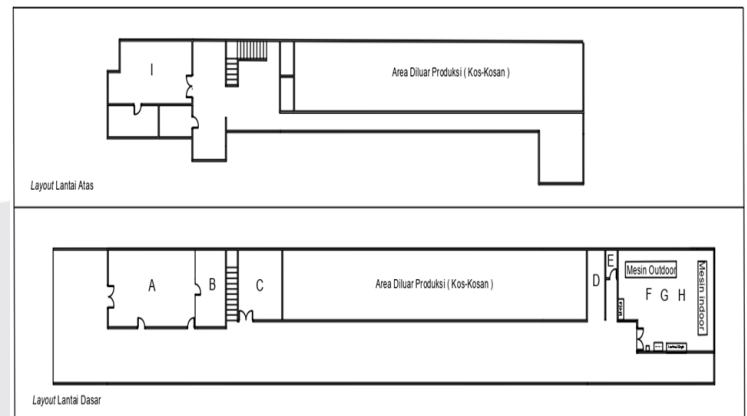 I
Area Diluar Produksi ( Kos-Kosan )
Layout Lantai Atas
A
B
C
Area Diluar Produksi ( Kos-Kosan )
D
E
Mesin Outdoor
F G H
Mesin indoor
Layout Lantai Dasar